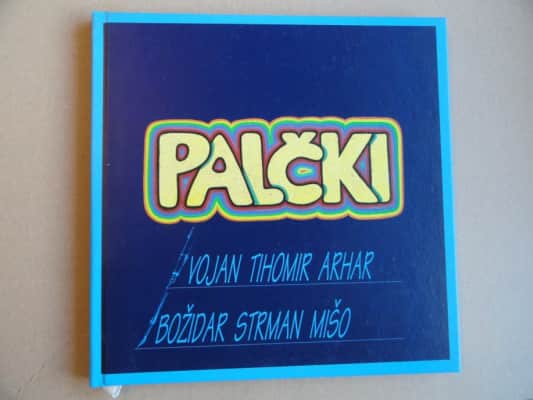 PALČKI
VOJAN TIHOMIR ARHAR
BOŽIDAR STRMAN MIŠO